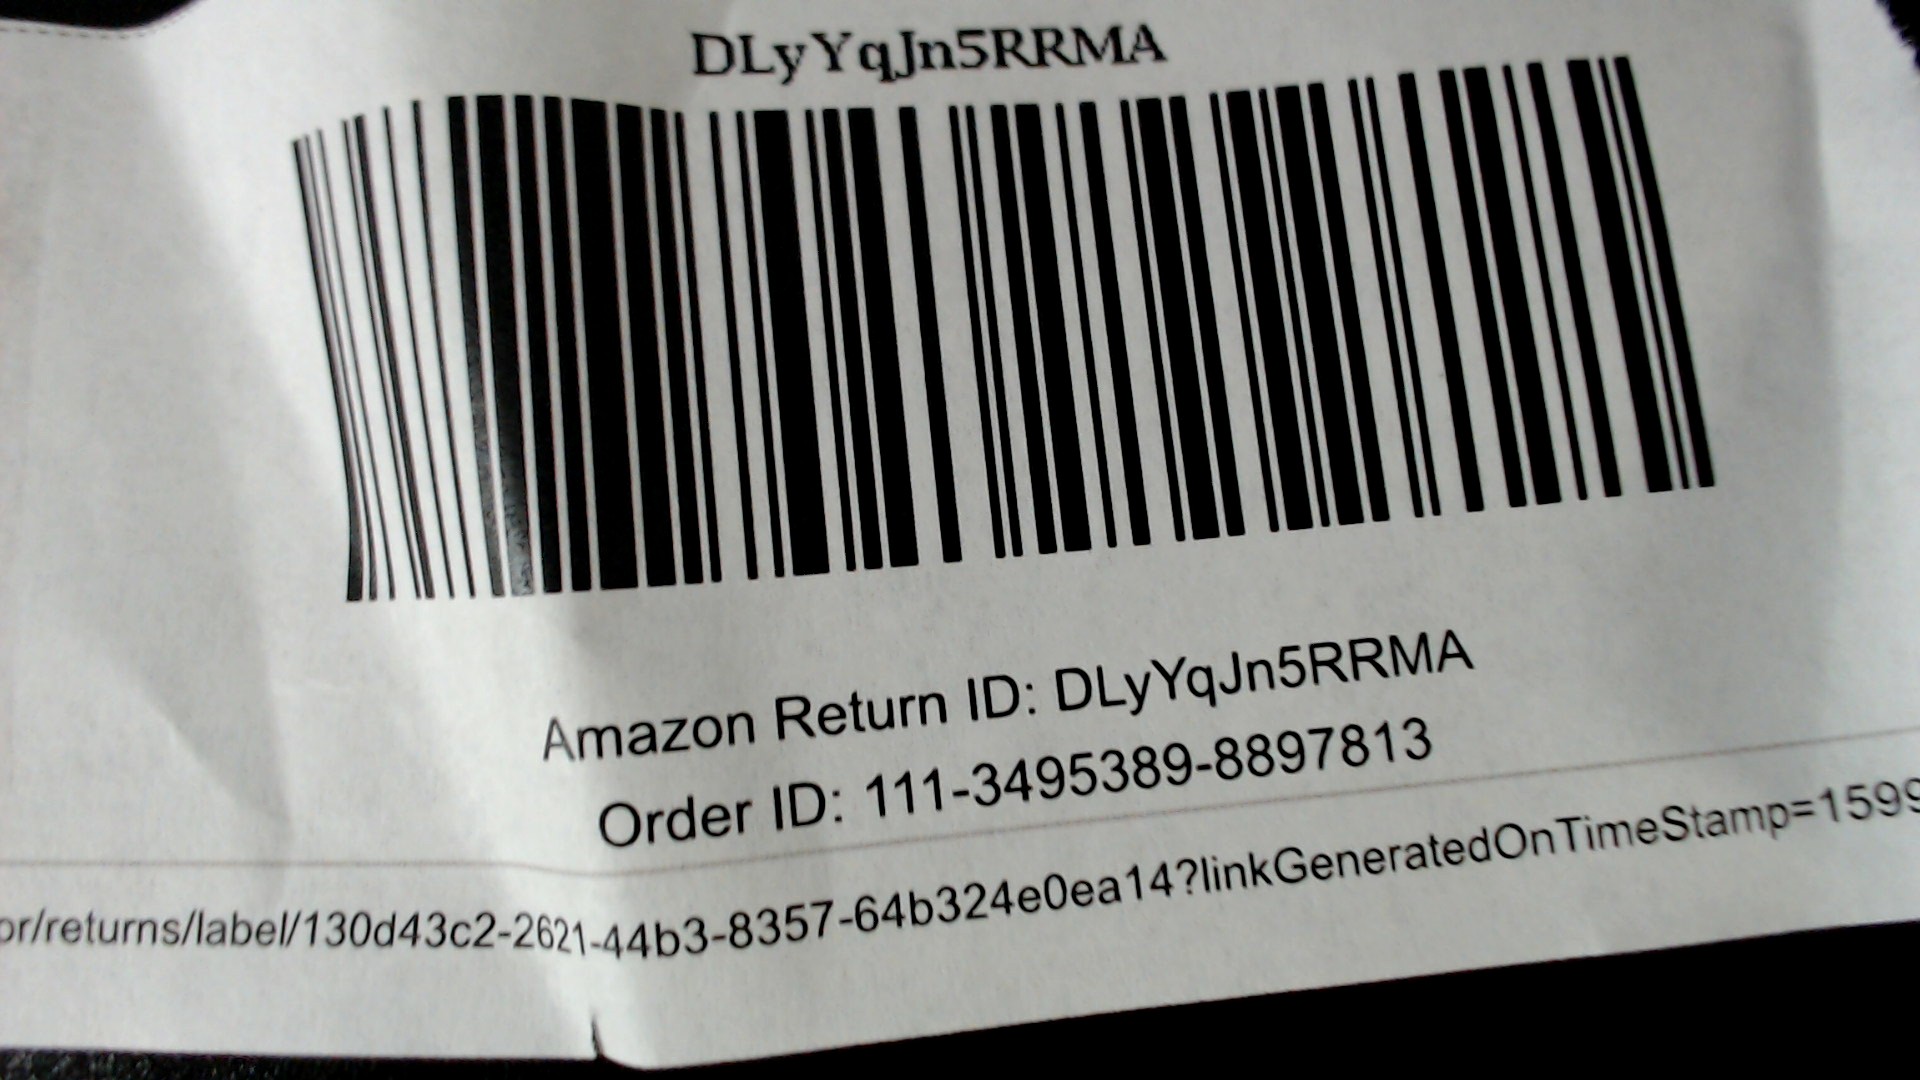 DLyYqJn5RRMA
Amazon Return ID: DLyYqJn5RRMA
Order ID: 111-3495389-8897813
or/returns/label/130d43c2-2621-44b3-8357-64b324e0ea14?linkGeneratedOnTimeStamp=1599